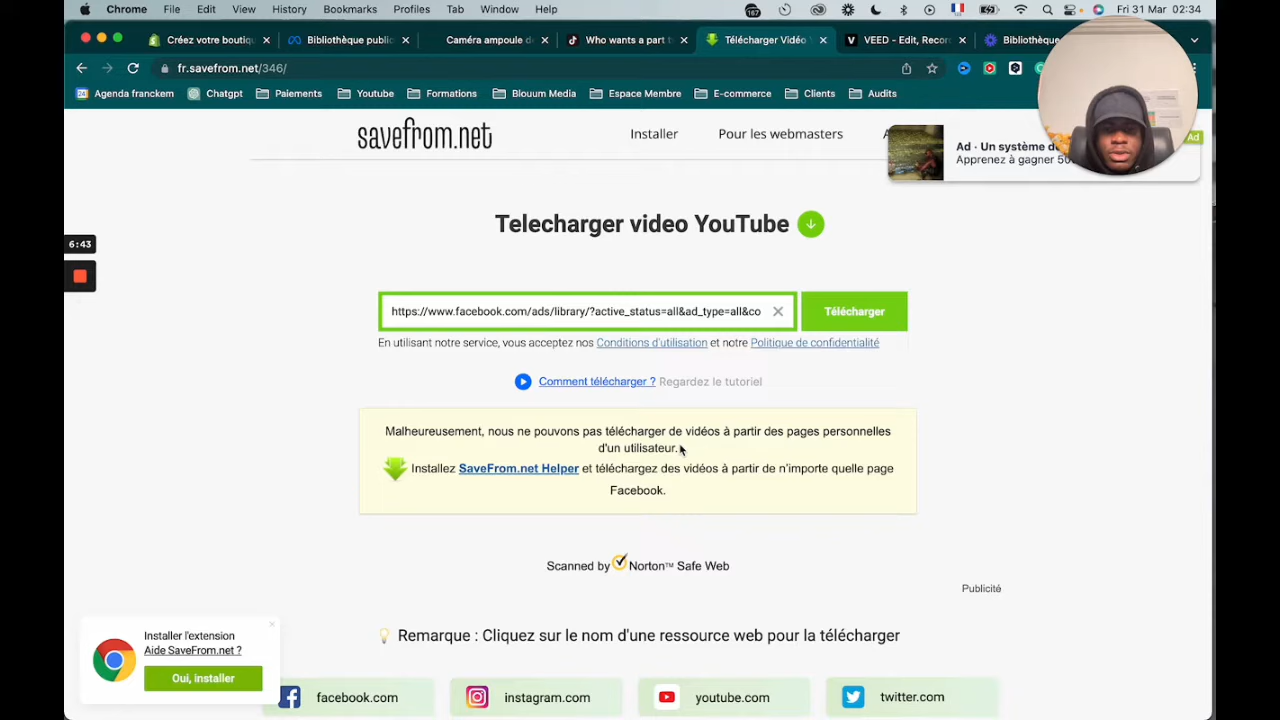 Chrome File Edit View History Bookmarks Profiles Tab Window Help 167 Fri 31 Mar 02:34
Créez votre boutiqu Bibliothèque public Caméra ampoule d Who wants a part t Télécharger Vidéo VEED - Edit, Recor Bibliothèque
fr.savefrom.net/346/
Agenda franckem Chatgpt Paiements Youtube Formations Blouum Media Espace Membre E-commerce Clients Audits
savefrom.net Installer Pour les webmasters
Ad
Ad · Un système de
Apprenez à gagner 50
Telecharger video YouTube
6:43
https://www.facebook.com/ads/library/?active_status=all&ad_type=all&co Télécharger
En utilisant notre service, vous acceptez nos Conditions d'utilisation et notre Politique de confidentialité
Comment télécharger ? Regardez le tutoriel
Malheureusement, nous ne pouvons pas télécharger de vidéos à partir des pages personnelles
d'un utilisateur.
Installez SaveFrom.net Helper et téléchargez des vidéos à partir de n'importe quelle page
Facebook.
Scanned by Norton™ Safe Web
Publicité
Installer l'extension
Aide SaveFrom.net ?
Oui, installer
Remarque : Cliquez sur le nom d'une ressource web pour la télécharger
facebook.com instagram.com youtube.com twitter.com